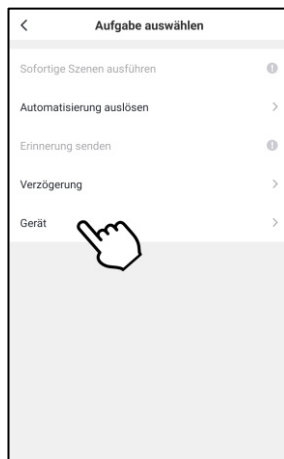 Aufgabe auswählen
Sofortige Szenen ausführen
Automatisierung auslösen
Erinnerung senden
Verzögerung
Gerät